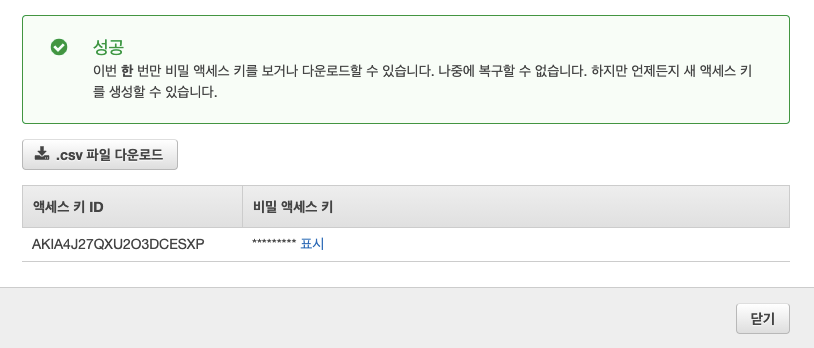 성공
이번 한 번만 비밀 액세스 키를 보거나 다운로드할 수 있습니다. 나중에 복구할 수 없습니다. 하지만 언제든지 새 액세스 키
를 생성할 수 있습니다.
.csv 파일 다운로드
액세스 키 ID 비밀 액세스 키
AKIA4J27QXU2O3DCESXP ********* 표시
닫기